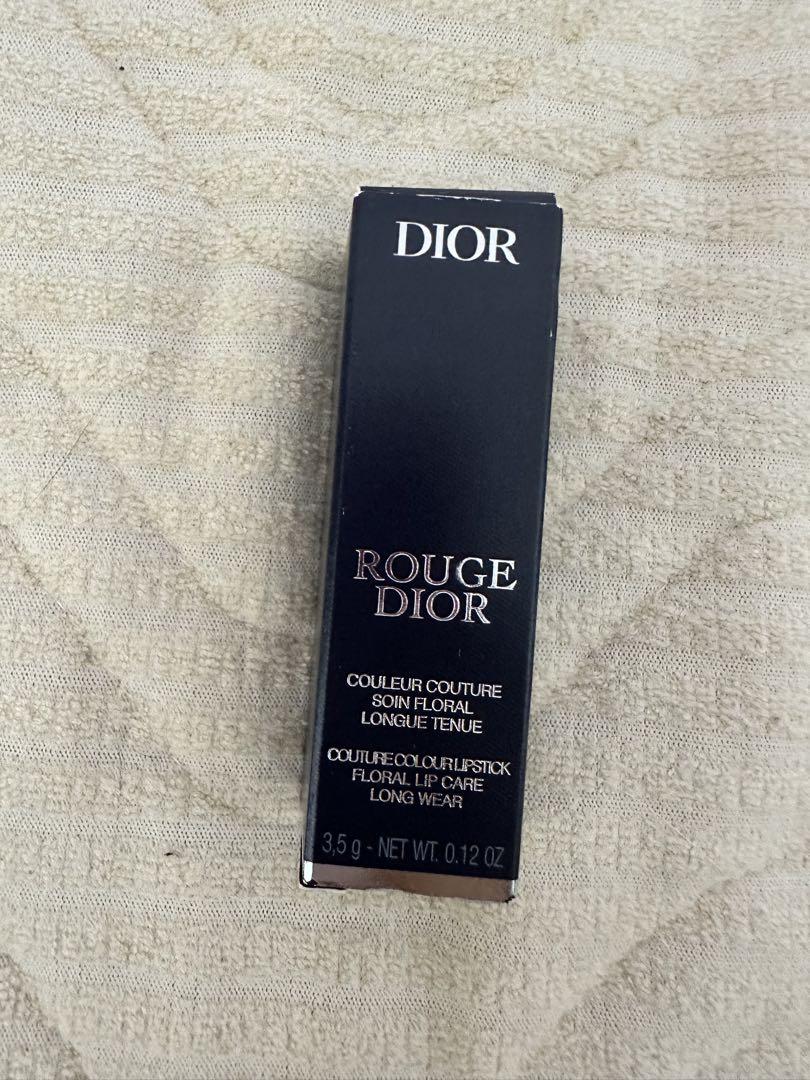 DIOR
ROUGE
DIOR
COULEUR COUTURE
SOIN FLORAL
LONGUE TENUE
COUTURE COLOUR LIPSTICK
FLORAL LIP CARE
LONG WEAR
3,5 g - NET WT. 0.12 OZ